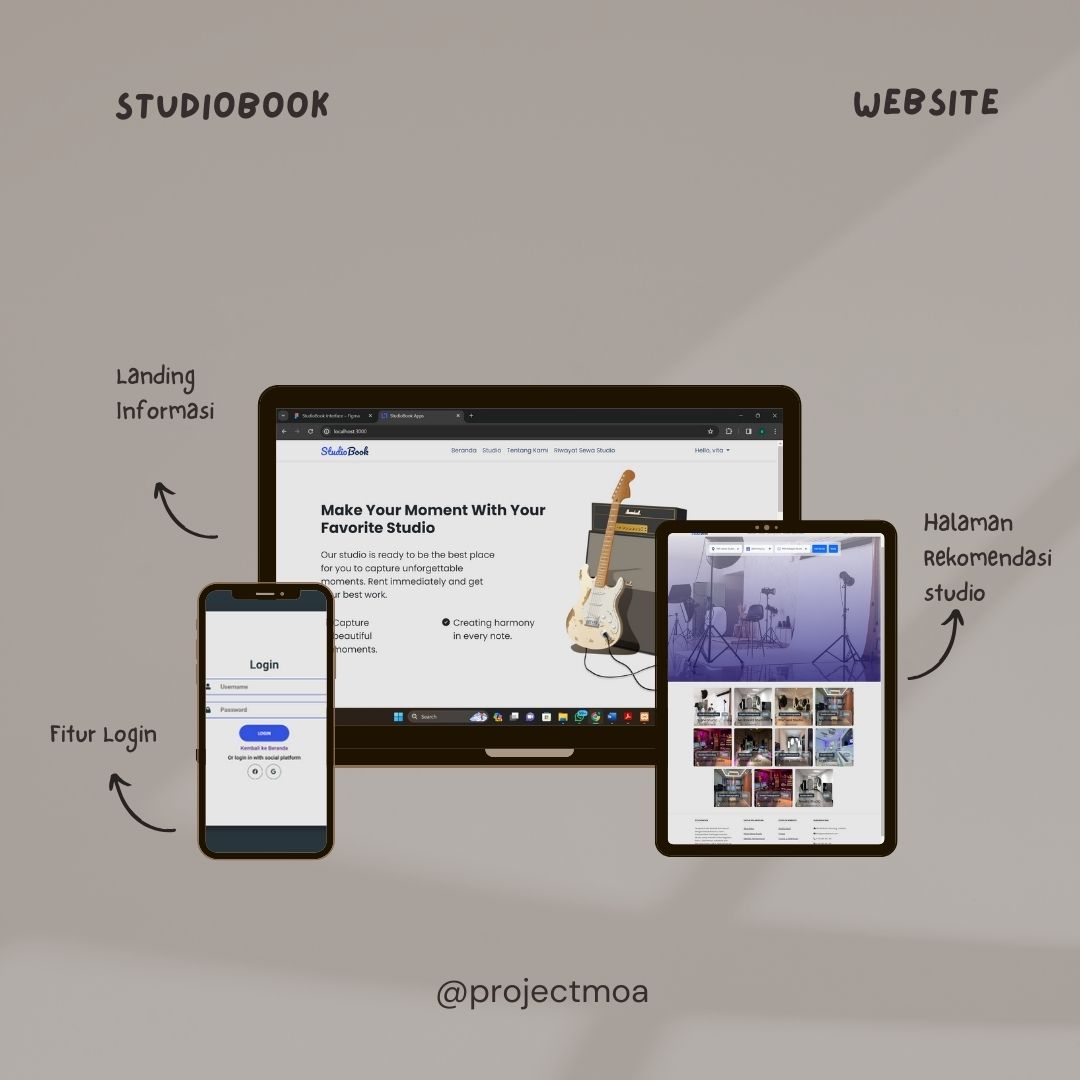 STUDIOBOOK
WEBSITE
Landing
Informasi
StudioBook Interface – Figma
StudioBook Apps
localhost:3000
StudioBook
Beranda Studio Tentang Kami Riwayat Sewa Studio
Hello, vita
Make Your Moment With Your
Favorite Studio
Our studio is ready to be the best place
for you to capture unforgettable
moments. Rent immediately and get
best work.
Capture
beautiful
moments.
Creating harmony
in every note.
Marshall
Search
Halaman
Rekomendasi
studio
Fitur Login
Login
Username
Password
LOGIN
Kembali ke Beranda
Or login in with social platform
@projectmoa